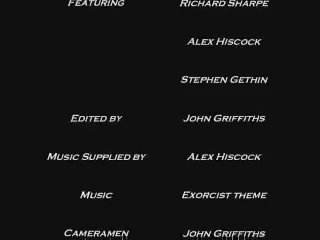 Featuring Richard Sharpe
Alex Hiscock
Stephen Gethin
Edited by John Griffiths
Music Supplied by Alex Hiscock
Music Exorcist theme
Cameramen John Griffiths